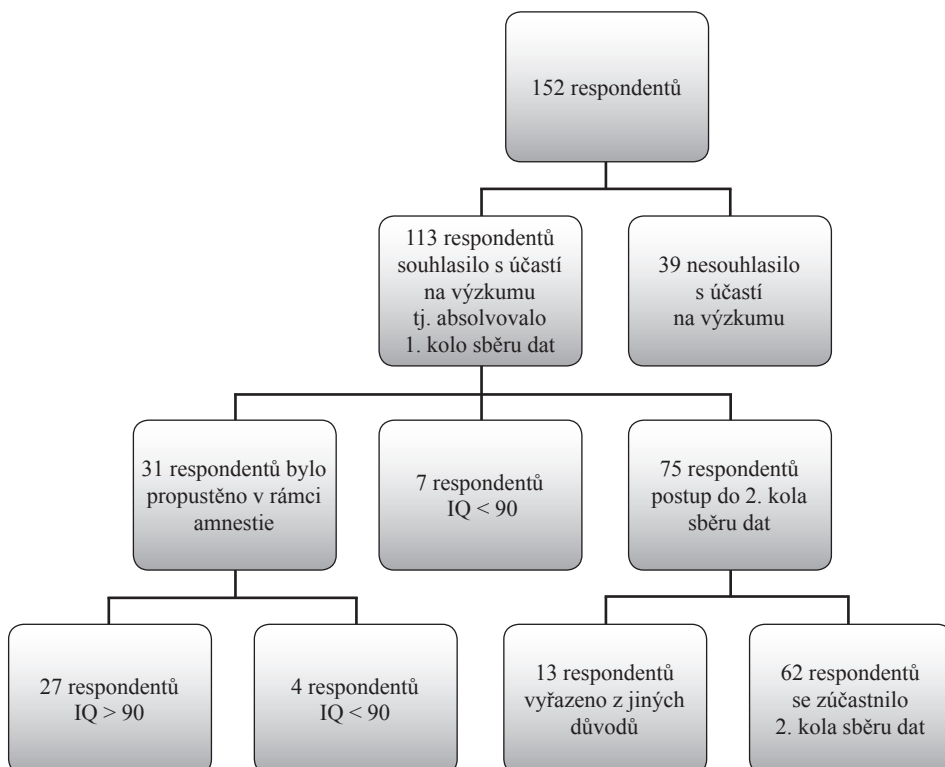 152 respondentů
113 respondentů
souhlasilo s účastí
na výzkumu
tj. absolvovalo
1. kolo sběru dat
39 nesouhlasilo
s účastí
na výzkumu
31 respondentů bylo
propustěno v rámci
amnestie
7 respondentů
IQ < 90
75 respondentů
postup do 2. kola
sběru dat
27 respondentů
IQ > 90
4 respondentů
IQ < 90
13 respondentů
vyřazeno z jiných
důvodů
62 respondentů
se zúčastnilo
2. kola sběru dat